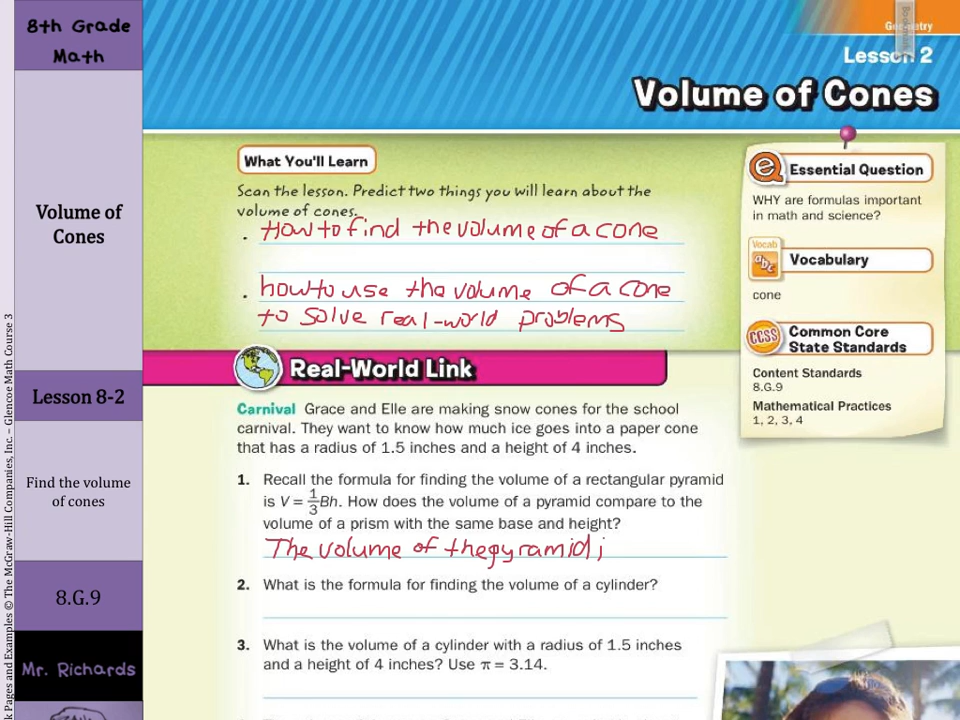 8th Grade
Math
Volume of
Cones
Lesson 8-2
Find the volume
of cones
8.G.9
Mr. Richards
k Pages and Examples © The McGraw-Hill Companies, Inc. – Glencoe Math Course 3
Geometry
Lesson 2
Volume of Cones
What You'll Learn
Scan the lesson. Predict two things you will learn about the
volume of cones.
. How to find the volume of a cone
. how to use the volume of a cone
to solve real-world problems
Real-World Link
Carnival Grace and Elle are making snow cones for the school
carnival. They want to know how much ice goes into a paper cone
that has a radius of 1.5 inches and a height of 4 inches.
1. Recall the formula for finding the volume of a rectangular pyramid
is V = 1/3Bh. How does the volume of a pyramid compare to the
volume of a prism with the same base and height?
The volume of the pyramid i
2. What is the formula for finding the volume of a cylinder?
3. What is the volume of a cylinder with a radius of 1.5 inches
and a height of 4 inches? Use π = 3.14.
Essential Question
WHY are formulas important
in math and science?
Vocab
abc
Vocabulary
cone
CCSS
Common Core
State Standards
Content Standards
8.G.9
Mathematical Practices
1, 2, 3, 4